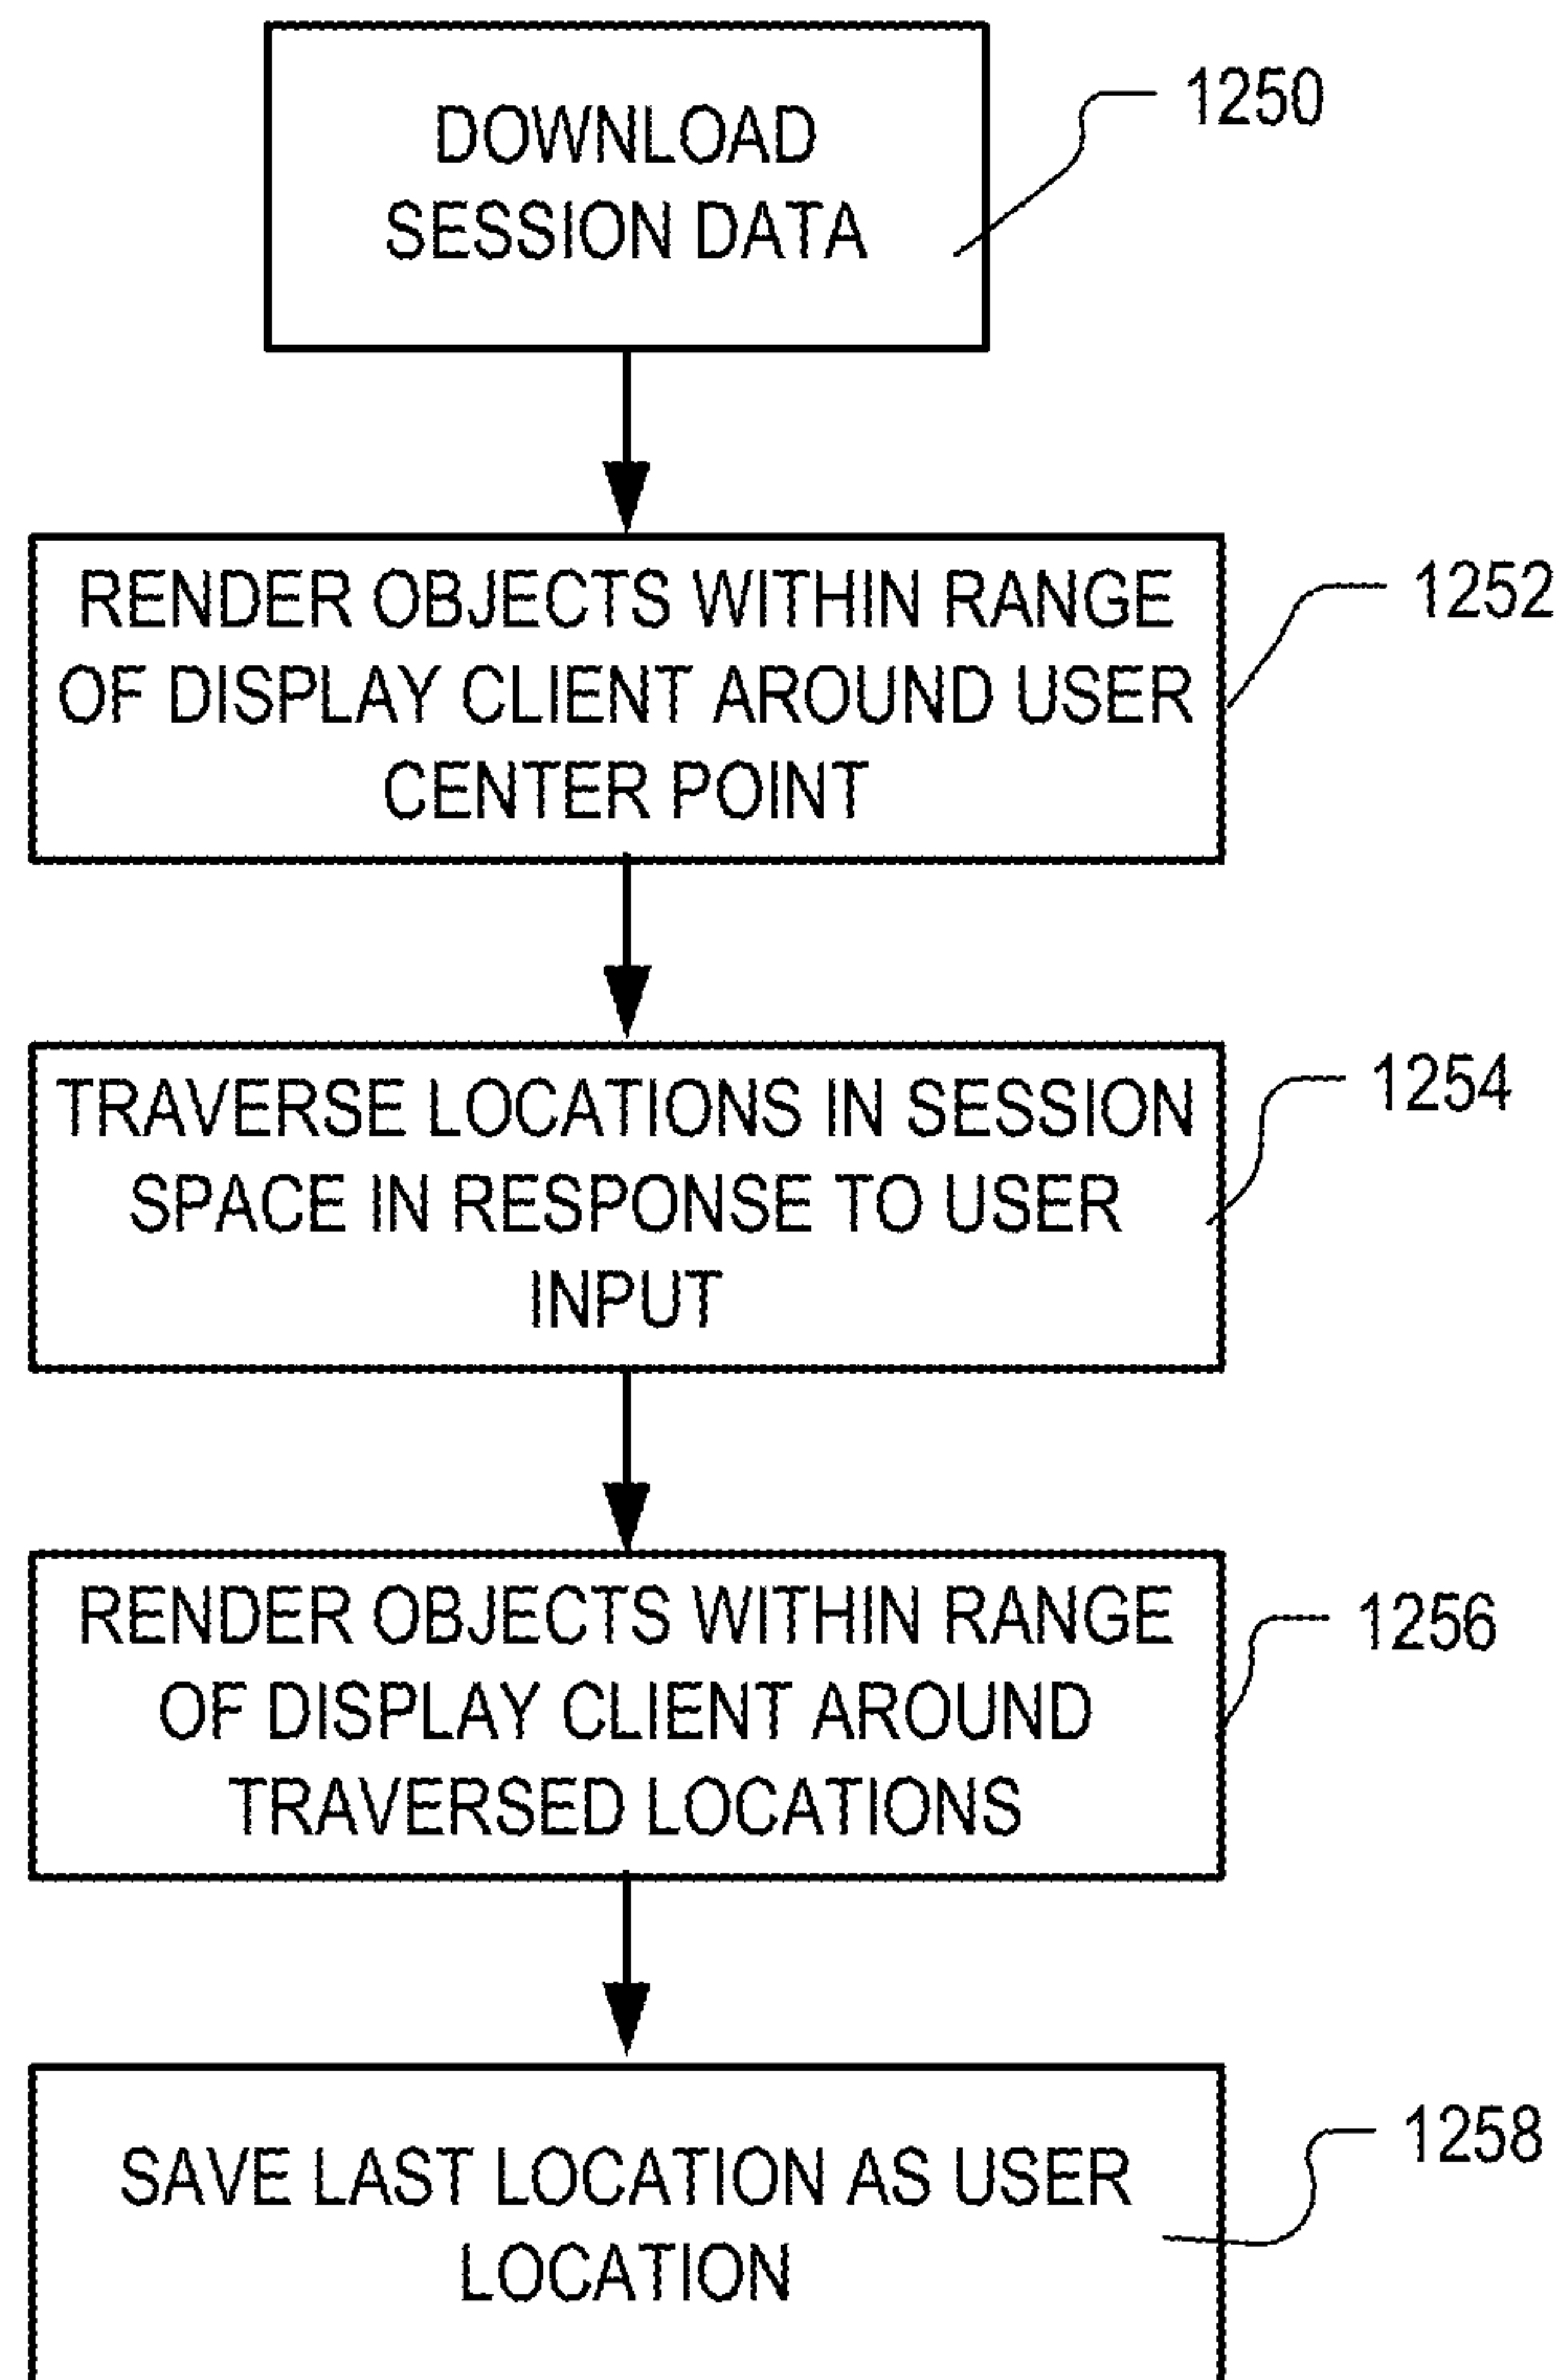 DOWNLOAD
SESSION DATA
1250
RENDER OBJECTS WITHIN RANGE
OF DISPLAY CLIENT AROUND USER
CENTER POINT
1252
TRAVERSE LOCATIONS IN SESSION
SPACE IN RESPONSE TO USER
INPUT
1254
RENDER OBJECTS WITHIN RANGE
OF DISPLAY CLIENT AROUND
TRAVERSED LOCATIONS
1256
SAVE LAST LOCATION AS USER
LOCATION
1258